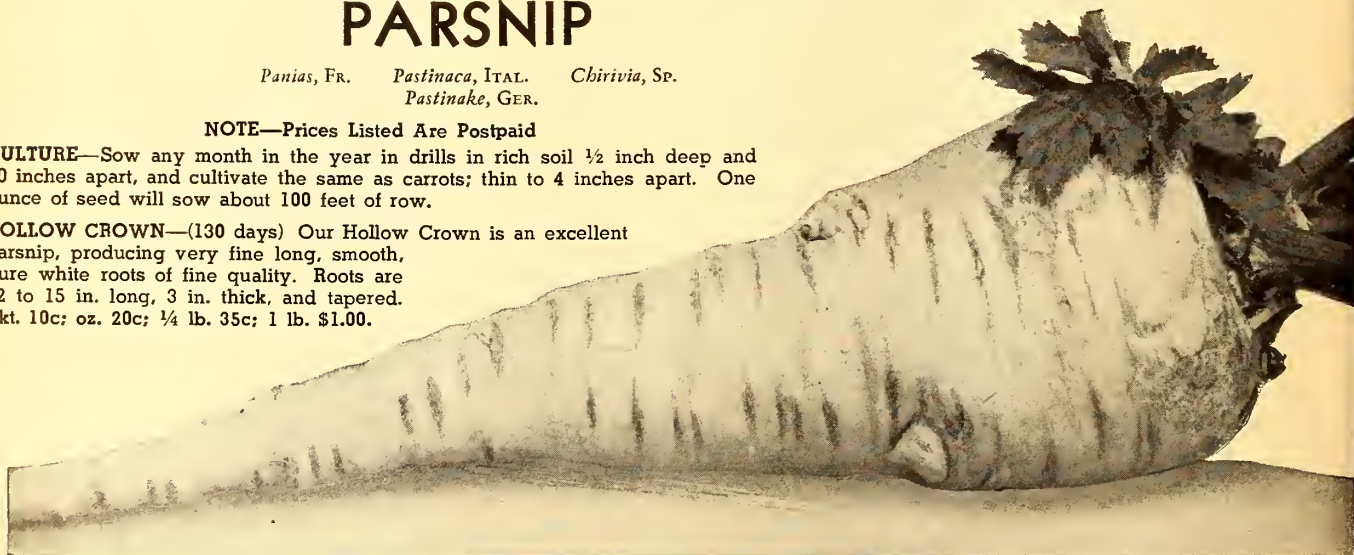 PARSNIP
Panias, FR. Pastinaca, ITAL. Chirivia, SP.
Pastinake, GER.
NOTE—Prices Listed Are Postpaid
ULTURE—Sow any month in the year in drills in rich soil ½ inch deep and
0 inches apart, and cultivate the same as carrots; thin to 4 inches apart. One
unce of seed will sow about 100 feet of row.
OLLOW CROWN—(130 days) Our Hollow Crown is an excellent
arsnip, producing very fine long, smooth,
ure white roots of fine quality. Roots are
2 to 15 in. long, 3 in. thick, and tapered.
kt. 10c; oz. 20c; ¼ lb. 35c; 1 lb. $1.00.